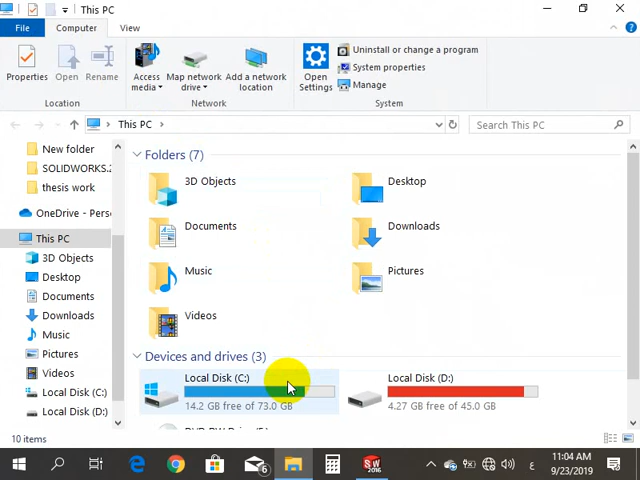 This PC
File
Computer
View
Properties
Open
Rename
Access media
Map network drive
Add a network location
Open Settings
Uninstall or change a program
System properties
Manage
Location
Network
System
This PC
Search This PC
New folder
SOLIDWORKS.2
thesis work
OneDrive - Pers
This PC
3D Objects
Desktop
Documents
Downloads
Music
Pictures
Videos
Local Disk (C:)
Local Disk (D:)
Folders (7)
3D Objects
Desktop
Documents
Downloads
Music
Pictures
Videos
Devices and drives (3)
Local Disk (C:)
14.2 GB free of 73.0 GB
Local Disk (D:)
4.27 GB free of 45.0 GB
10 items
6
SW
2016
ع
11:04 AM
9/23/2019